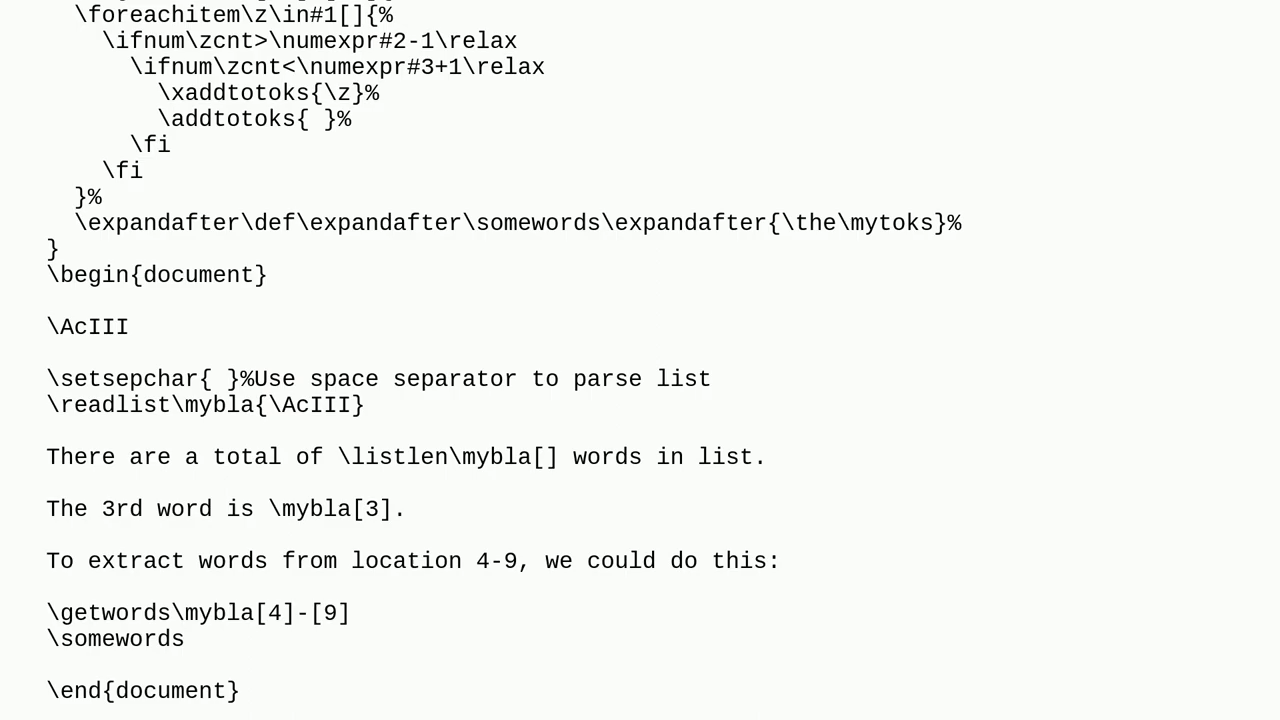 \foreachitem\z\in#1[]{%
\ifnum\zcnt>\numexpr#2-1\relax
\ifnum\zcnt<\numexpr#3+1\relax
\xaddtotoks{\z}%
\addtotoks{ }%
\fi
\fi
}%
\expandafter\def\expandafter\somewords\expandafter{\the\mytoks}%
}
\begin{document}
\AcIII
\setsepchar{ }%Use space separator to parse list
\readlist\mybla{\AcIII}
There are a total of \listlen\mybla[] words in list.
The 3rd word is \mybla[3].
To extract words from location 4-9, we could do this:
\getwords\mybla[4]-[9]
\somewords
\end{document}